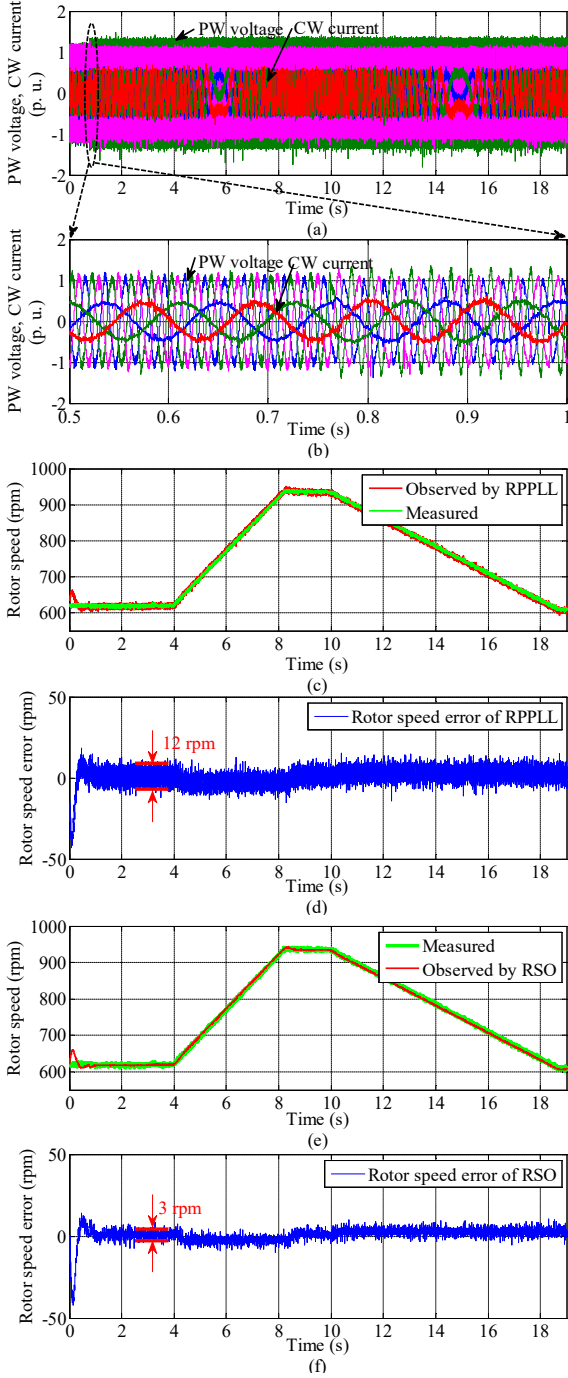 PW voltage, CW current
(p. u.)
2
1
0
-1
-2
PW voltage
CW current
0 2 4 6 8 10 12 14 16 18 19
Time (s)
(a)
PW voltage, CW current
(p. u.)
2
1
0
-1
-2
PW voltage
CW current
0.5 0.6 0.7 0.8 0.9 1
Time (s)
(b)
Rotor speed (rpm)
1000
900
800
700
600
Observed by RPPLL
Measured
0 2 4 6 8 10 12 14 16 18
Time (s)
(c)
Rotor speed error (rpm)
50
0
-50
12 rpm
Rotor speed error of RPPLL
0 2 4 6 8 10 12 14 16 18
Time (s)
(d)
Rotor speed (rpm)
1000
900
800
700
600
Measured
Observed by RSO
0 2 4 6 8 10 12 14 16 18
Time (s)
(e)
Rotor speed error (rpm)
50
0
-50
3 rpm
Rotor speed error of RSO
0 2 4 6 8 10 12 14 16 18
Time (s)
(f)